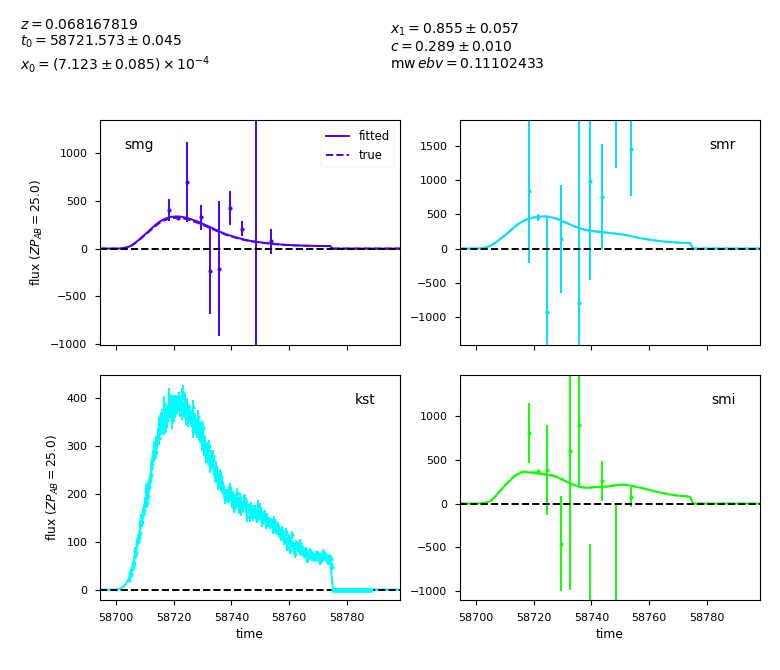 z = 0.068167819
t₀ = 58721.573 ± 0.045
x₀ = (7.123 ± 0.085) × 10⁻⁴
x₁ = 0.855 ± 0.057
c = 0.289 ± 0.010
mw ebv = 0.11102433
smg
fitted
true
1000
500
0
−500
−1000
flux (ZP_AB = 25.0)
smr
1500
1000
500
0
−500
−1000
kst
400
300
200
100
0
flux (ZP_AB = 25.0)
58700 58720 58740 58760 58780
time
smi
1000
500
0
−500
−1000
58700 58720 58740 58760 58780
time